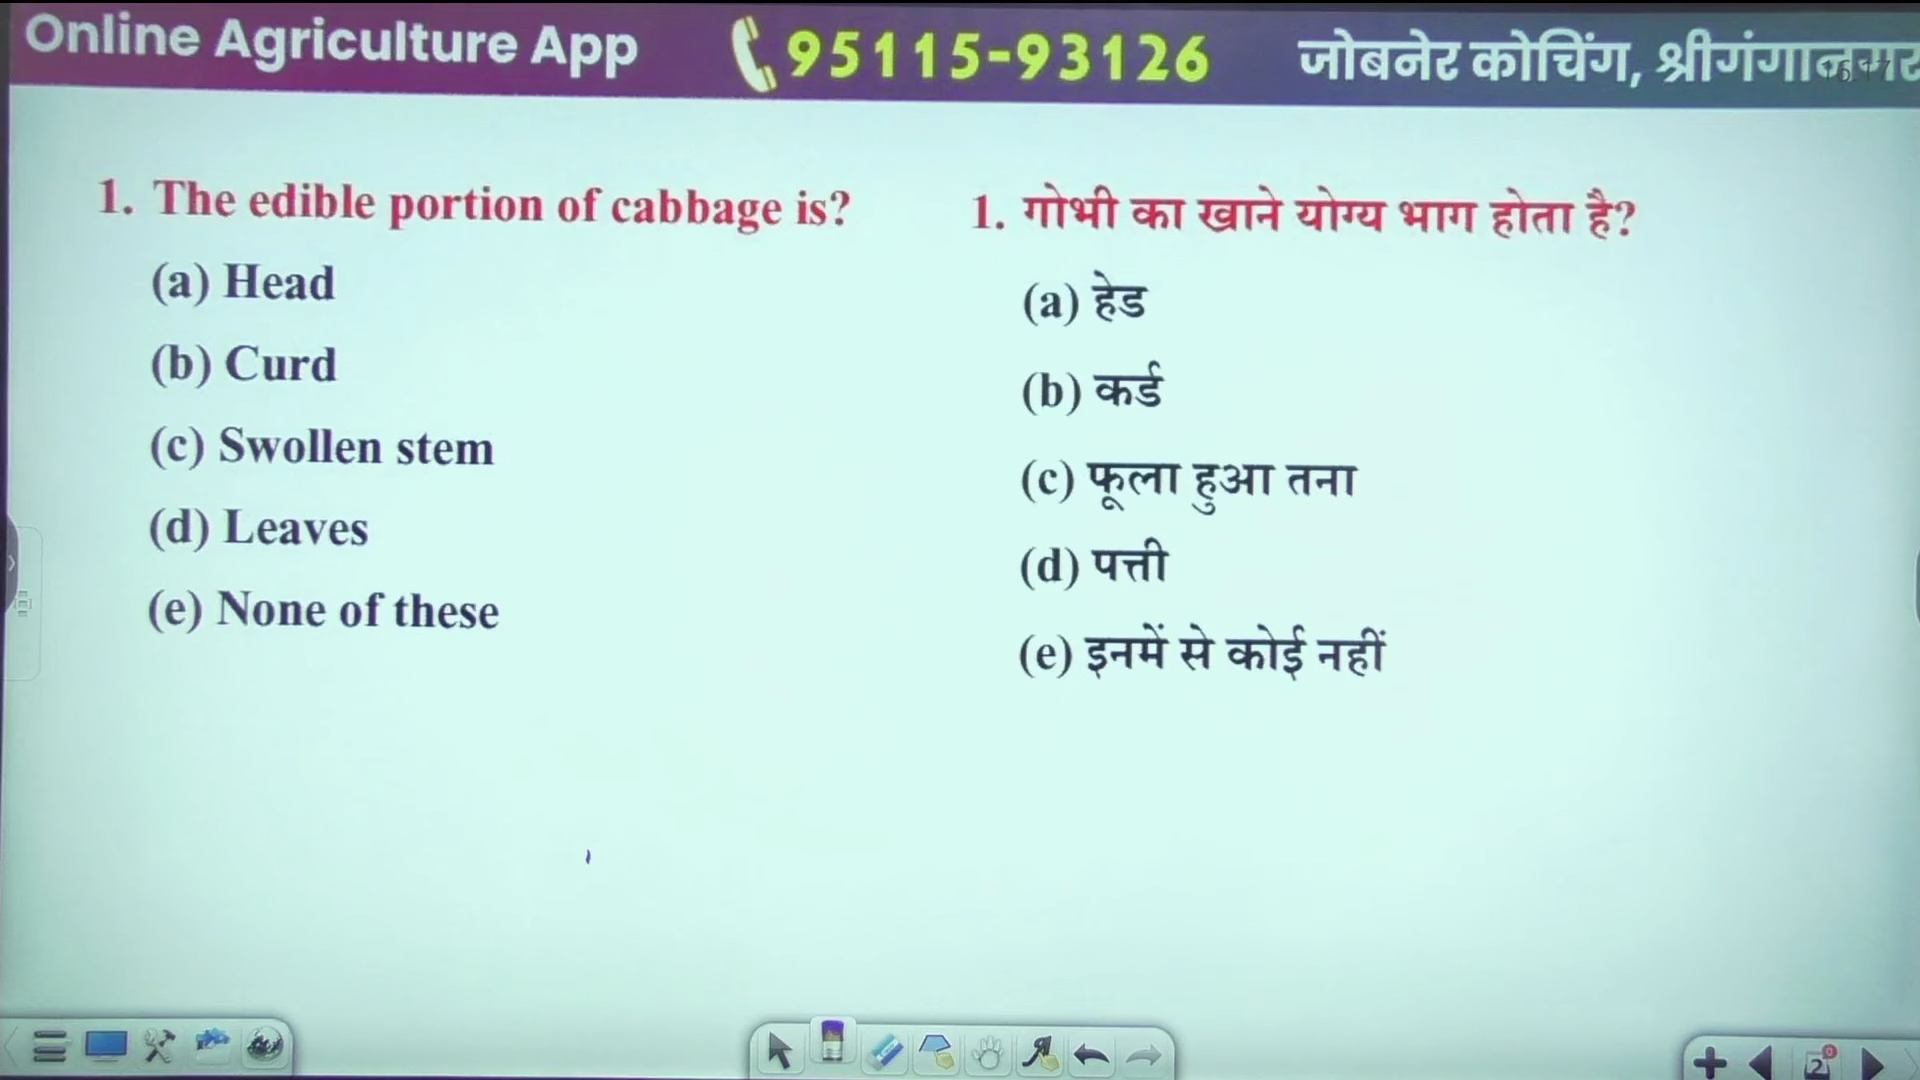 Online Agriculture App
95115-93126
जोबनेर कोचिंग, श्रीगंगानगर
1. The edible portion of cabbage is?
(a) Head
(b) Curd
(c) Swollen stem
(d) Leaves
(e) None of these
1. गोभी का खाने योग्य भाग होता है?
(a) हेड
(b) कर्ड
(c) फूला हुआ तना
(d) पत्ती
(e) इनमें से कोई नहीं
2